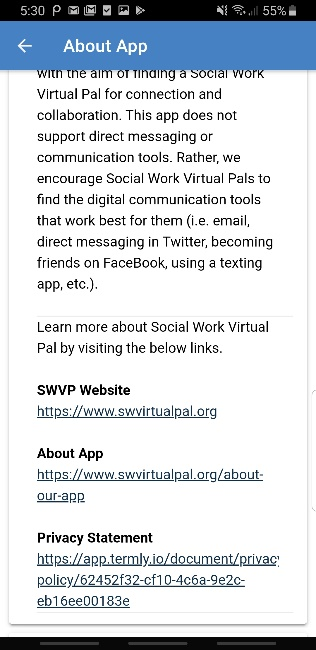 5:30
55%
About App
with the aim of finding a Social Work
Virtual Pal for connection and
collaboration. This app does not
support direct messaging or
communication tools. Rather, we
encourage Social Work Virtual Pals to
find the digital communication tools
that work best for them (i.e. email,
direct messaging in Twitter, becoming
friends on FaceBook, using a texting
app, etc.).
Learn more about Social Work Virtual
Pal by visiting the below links.
SWVP Website
https://www.swvirtualpal.org
About App
https://www.swvirtualpal.org/about-
our-app
Privacy Statement
https://app.termly.io/document/privacy
policy/62452f32-cf10-4c6a-9e2c-
eb16ee00183e